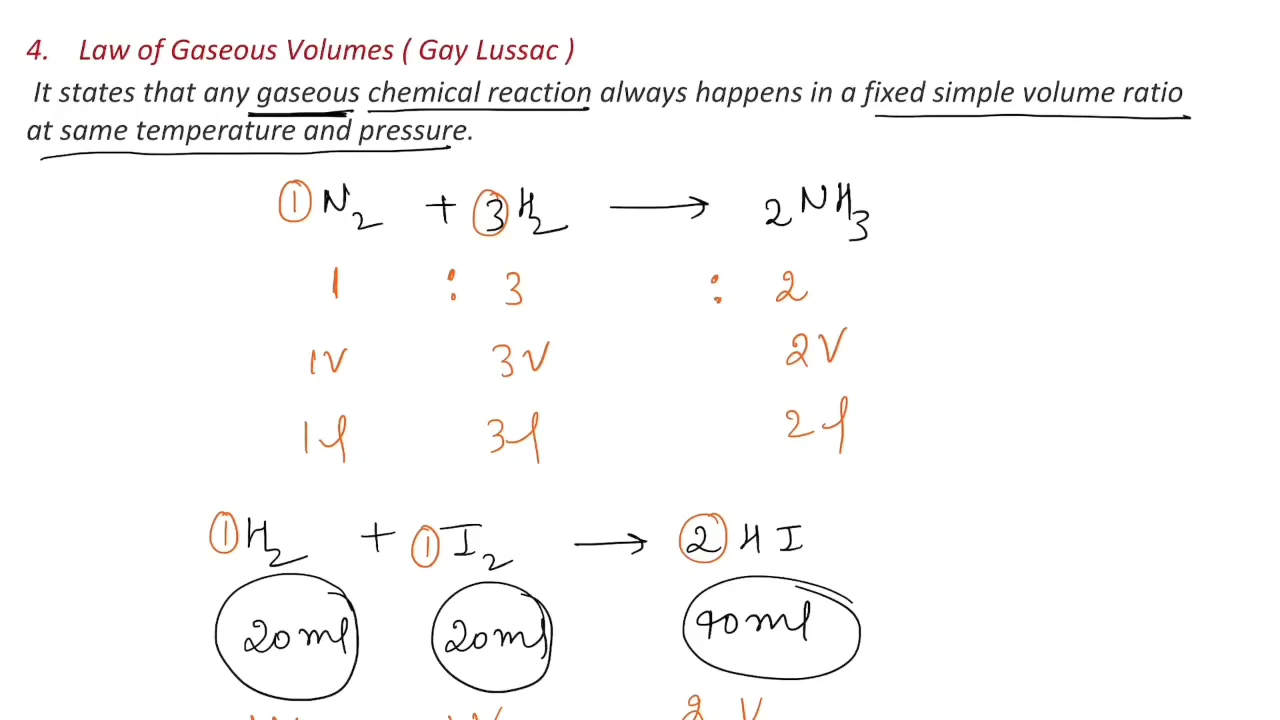 4. Law of Gaseous Volumes ( Gay Lussac )
It states that any gaseous chemical reaction always happens in a fixed simple volume ratio
at same temperature and pressure.
1 N₂ + 3 H₂ → 2 NH₃
1 : 3 : 2
1V 3V 2V
1l 3l 2l
1 H₂ + 1 I₂ → 2 H I
20ml 20ml 40ml
2 V